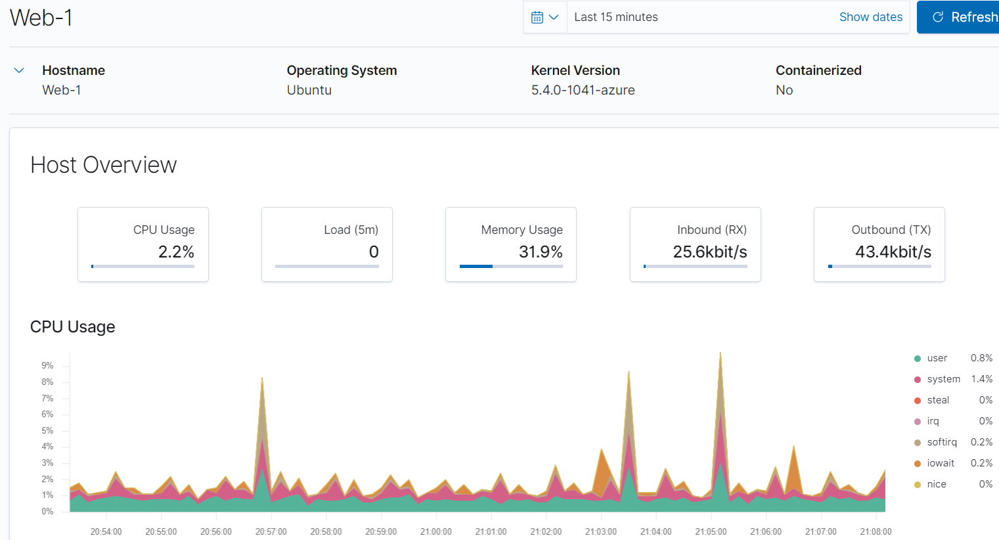 Web-1
Last 15 minutes
Show dates
Refresh
Hostname
Operating System
Kernel Version
Containerized
Web-1
Ubuntu
5.4.0-1041-azure
No
Host Overview
CPU Usage
2.2%
Load (5m)
0
Memory Usage
31.9%
Inbound (RX)
25.6kbit/s
Outbound (TX)
43.4kbit/s
CPU Usage
9%
8%
7%
6%
5%
4%
3%
2%
1%
0%
20:54:00 20:55:00 20:56:00 20:57:00 20:58:00 20:59:00 21:00:00 21:01:00 21:02:00 21:03:00 21:04:00 21:05:00 21:06:00 21:07:00 21:08:00
user 0.8%
system 1.4%
steal 0%
irq 0%
softirq 0.2%
iowait 0.2%
nice 0%